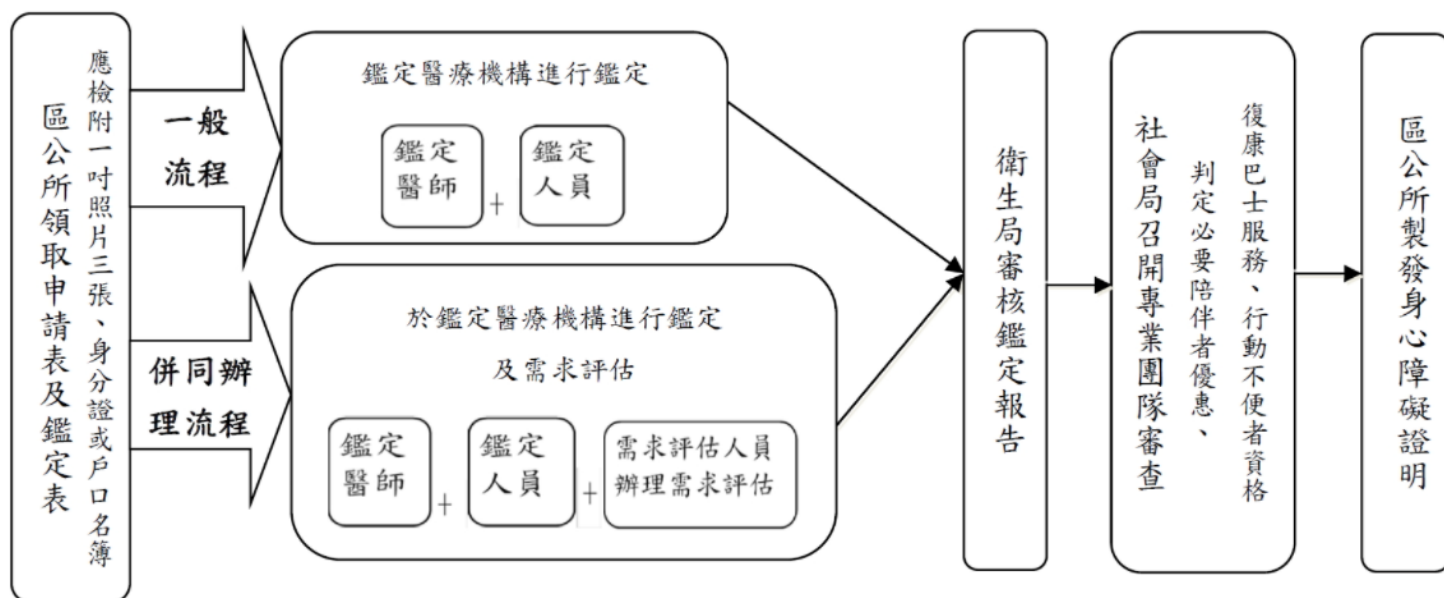 應檢附一吋照片三張、身分證或戶口名簿
區公所領取申請表及鑑定表
一般
流程
鑑定醫療機構進行鑑定
鑑定
醫師
+
鑑定
人員
併同辦
理流程
於鑑定醫療機構進行鑑定
及需求評估
鑑定
醫師
+
鑑定
人員
+
需求評估人員
辦理需求評估
衛生局審核鑑定報告
復康巴士服務、行動不便者資格
判定必要陪伴者優惠、
社會局召開專業團隊審查
區公所製發身心障礙證明